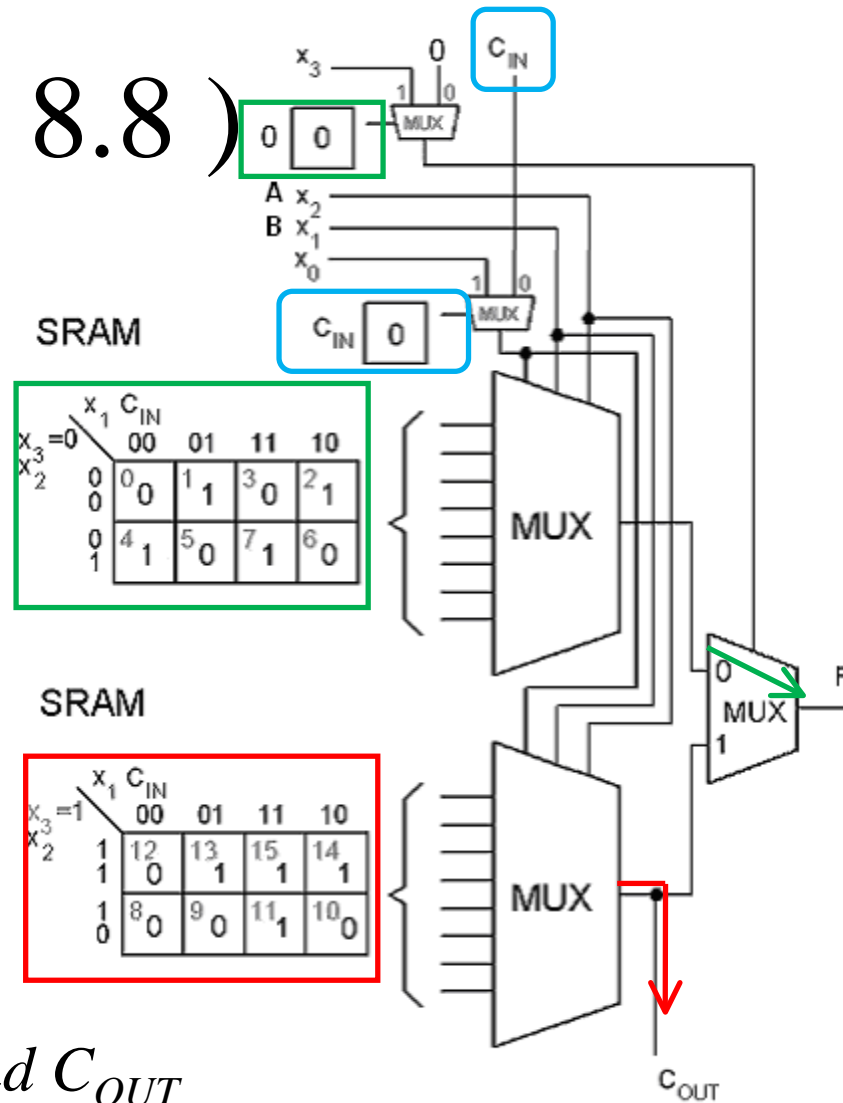 x3 0 CIN
8.8 )
1 0
MUX
0 0
A x2
B x1
x0
1 0
MUX
CIN 0
SRAM
x1 CIN
x3=0 00 01 11 10
x2
0 0 0 0 1 1 3 0 2 1
0 1 4 1 5 0 7 1 6 0
MUX
0
F
MUX
1
SRAM
x1 CIN
x3=1 00 01 11 10
x2
1 1 12 0 13 1 15 1 14 1
1 0 8 0 9 0 11 1 10 0
MUX
COUT
COUT